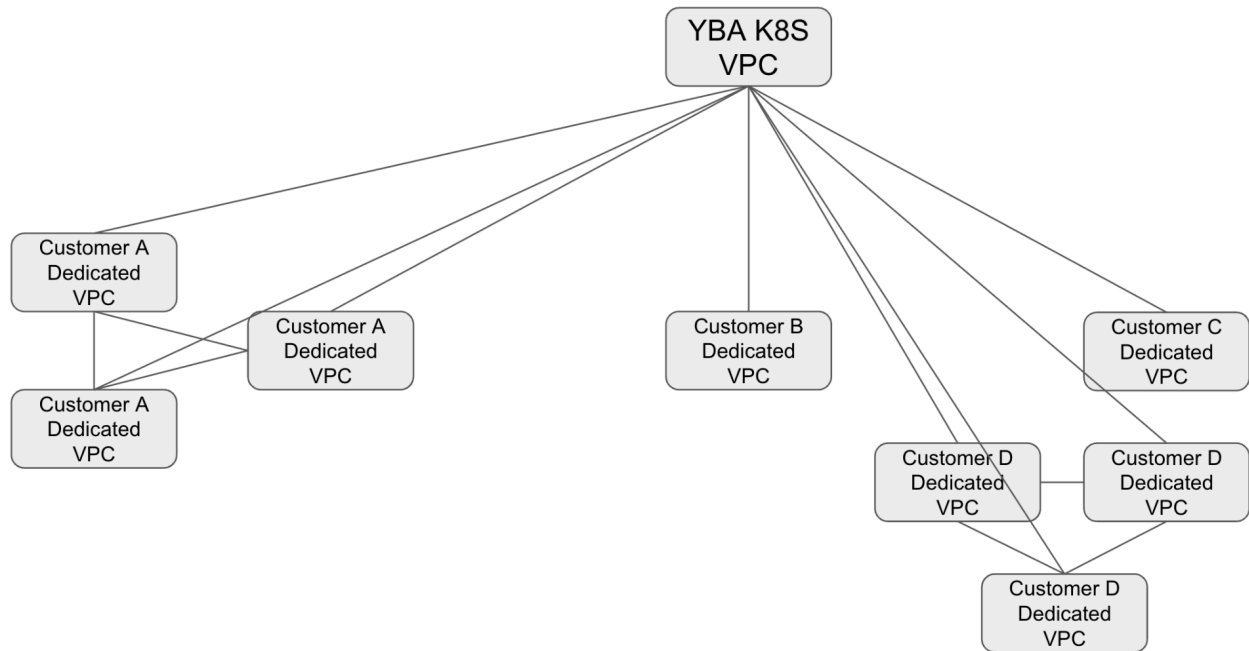 YBA K8S
VPC
Customer A
Dedicated
VPC
Customer A
Dedicated
VPC
Customer A
Dedicated
VPC
Customer B
Dedicated
VPC
Customer C
Dedicated
VPC
Customer D
Dedicated
VPC
Customer D
Dedicated
VPC
Customer D
Dedicated
VPC